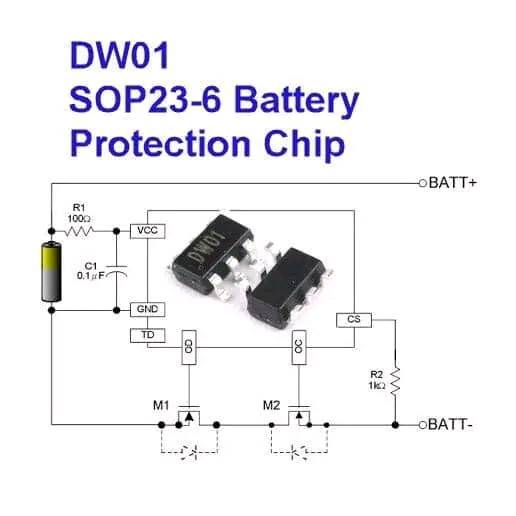 DW01
SOP23-6 Battery
Protection Chip
BATT+
R1
100Ω
VCC
DW01
C1
0.1μF
GND
CS
TD
OD
OC
R2
1kΩ
M1
M2
BATT-